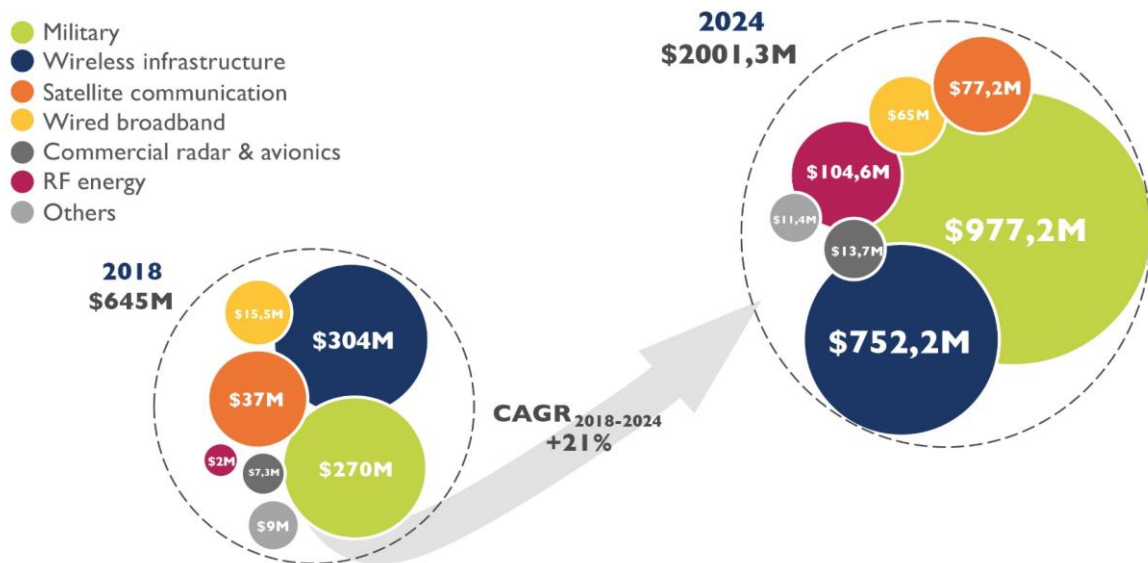 Military
Wireless infrastructure
Satellite communication
Wired broadband
Commercial radar & avionics
RF energy
Others
2018
$645M
$15,5M
$304M
$37M
$2M
$7,3M
$270M
$9M
CAGR2018-2024
+21%
2024
$2001,3M
$77,2M
$65M
$104,6M
$11,4M
$977,2M
$13,7M
$752,2M